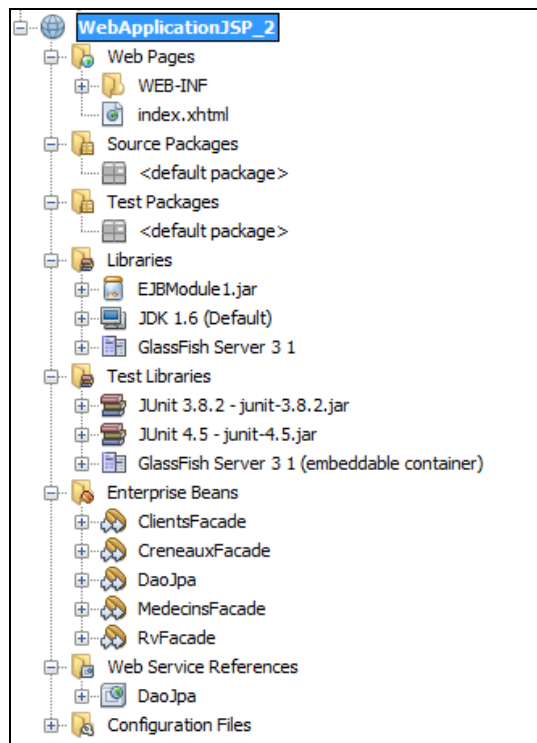 WebApplicationJSP_2
Web Pages
WEB-INF
index.xhtml
Source Packages
<default package>
Test Packages
<default package>
Libraries
EJBModule1.jar
JDK 1.6 (Default)
GlassFish Server 3 1
Test Libraries
JUnit 3.8.2 - junit-3.8.2.jar
JUnit 4.5 - junit-4.5.jar
GlassFish Server 3 1 (embeddable container)
Enterprise Beans
ClientsFacade
CreneauxFacade
DaoJpa
MedecinsFacade
RvFacade
Web Service References
DaoJpa
Configuration Files